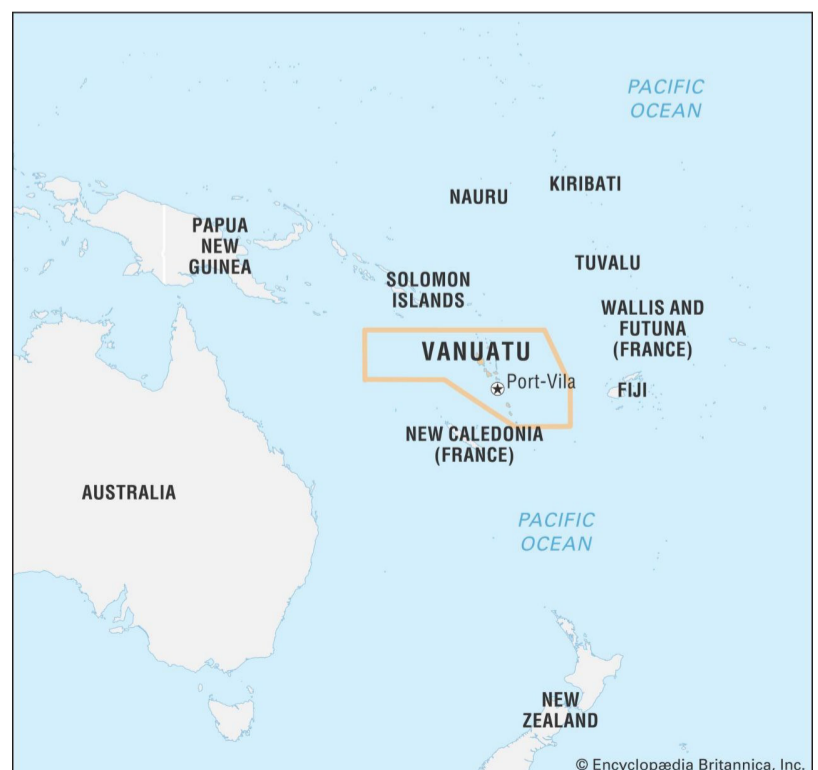 PACIFIC
OCEAN
KIRIBATI
NAURU
PAPUA
NEW
GUINEA
TUVALU
SOLOMON
ISLANDS
WALLIS AND
FUTUNA
(FRANCE)
VANUATU
Port-Vila
FIJI
NEW CALEDONIA
(FRANCE)
AUSTRALIA
PACIFIC
OCEAN
NEW
ZEALAND
© Encyclopædia Britannica, Inc.